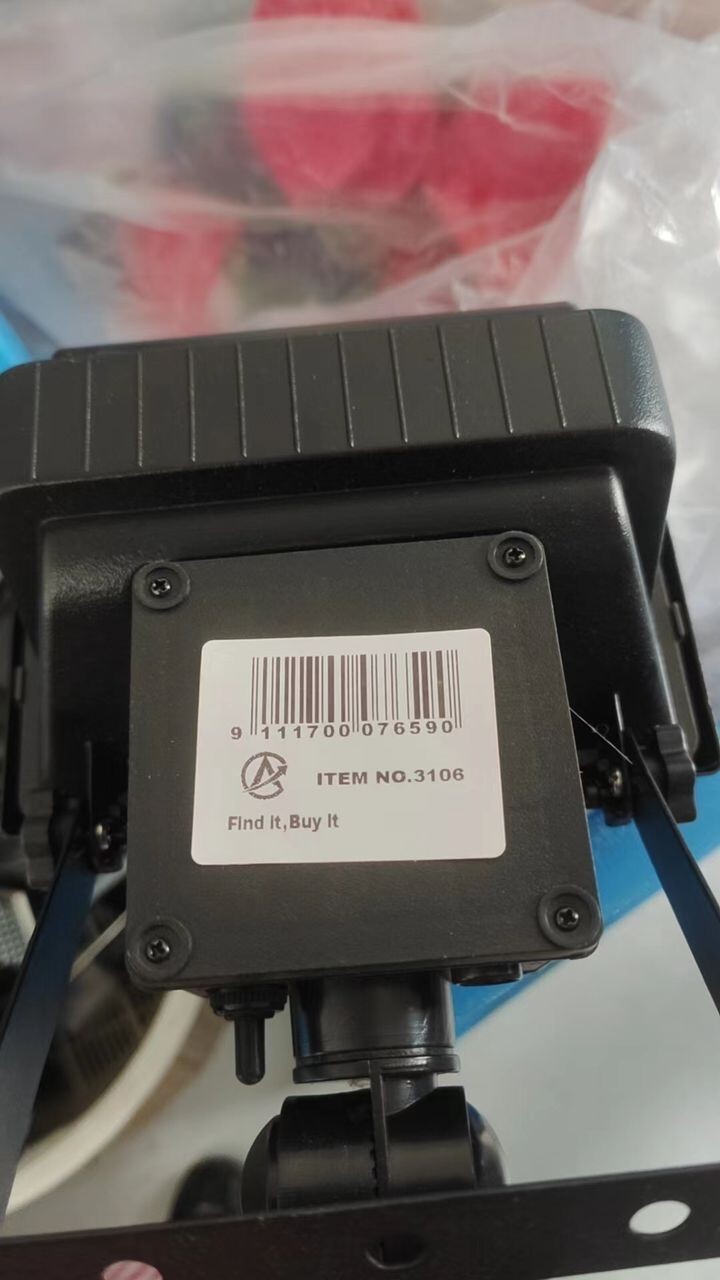 9 111700 076590
ITEM NO.3106
Find It,Buy It